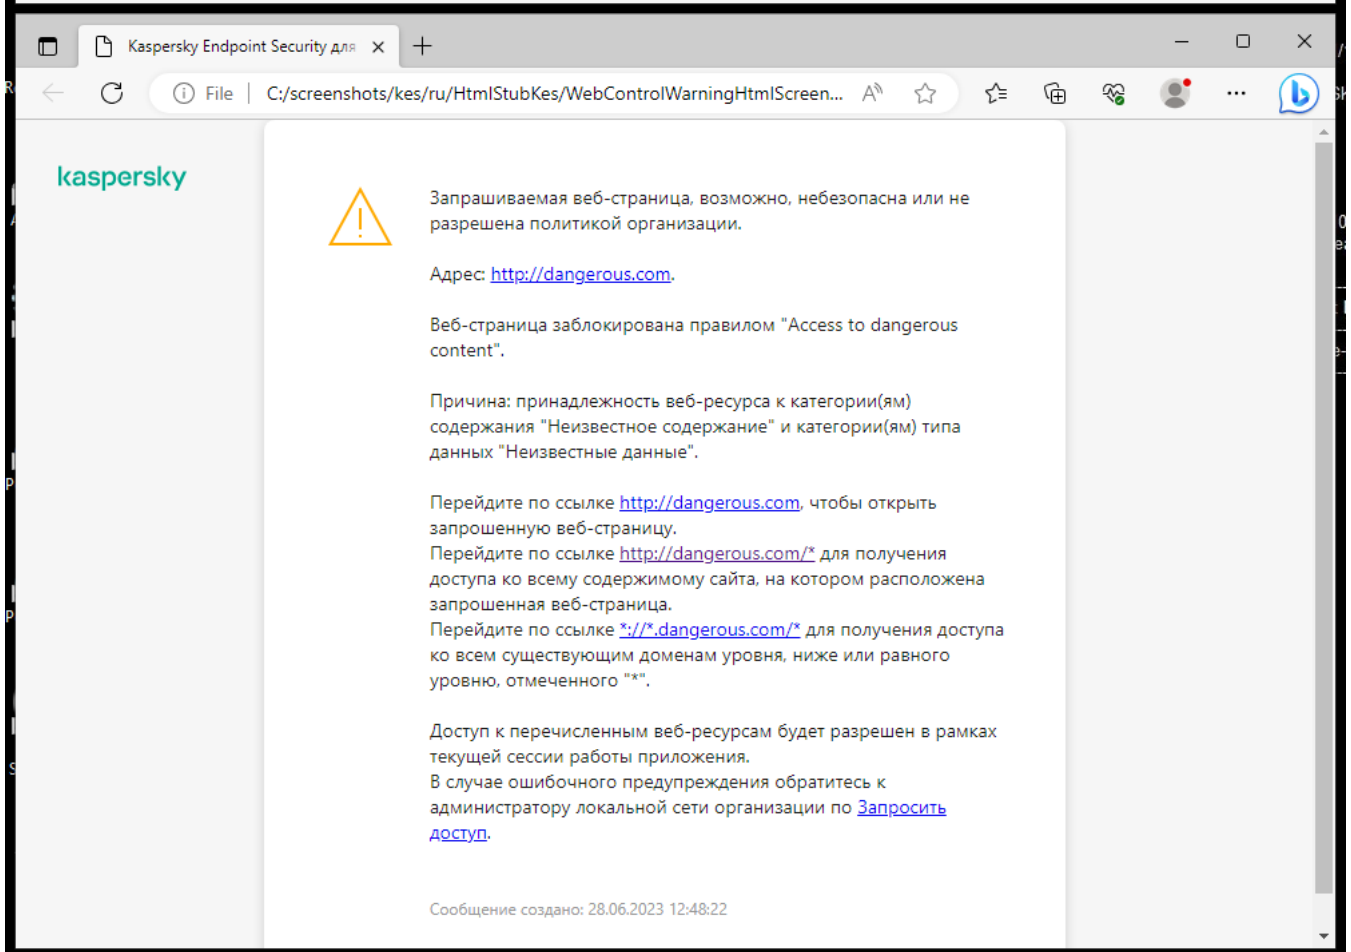 Kaspersky Endpoint Security для
File
C:/screenshots/kes/ru/HtmlStubKes/WebControlWarningHtmlScreen...
kaspersky
Запрашиваемая веб-страница, возможно, небезопасна или не
разрешена политикой организации.
Адрес: http://dangerous.com.
Веб-страница заблокирована правилом "Access to dangerous
content".
Причина: принадлежность веб-ресурса к категории(ям)
содержания "Неизвестное содержание" и категории(ям) типа
данных "Неизвестные данные".
Перейдите по ссылке http://dangerous.com, чтобы открыть
запрошенную веб-страницу.
Перейдите по ссылке http://dangerous.com/* для получения
доступа ко всему содержимому сайта, на котором расположена
запрошенная веб-страница.
Перейдите по ссылке *://*.dangerous.com/* для получения доступа
ко всем существующим доменам уровня, ниже или равного
уровню, отмеченного "*".
Доступ к перечисленным веб-ресурсам будет разрешен в рамках
текущей сессии работы приложения.
В случае ошибочного предупреждения обратитесь к
администратору локальной сети организации по Запросить
доступ.
Сообщение создано: 28.06.2023 12:48:22